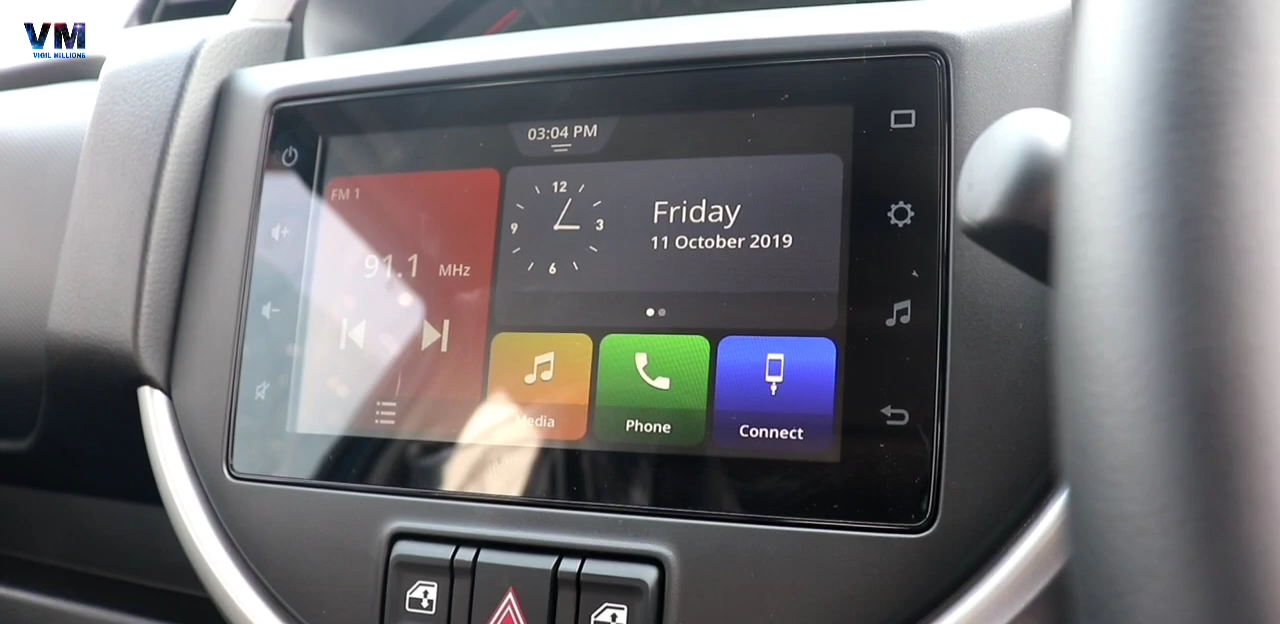 VM
VIGIL MILLIONS
03:04 PM
FM 1
91.1 MHz
12
9
3
6
Friday
11 October 2019
Media
Phone
Connect